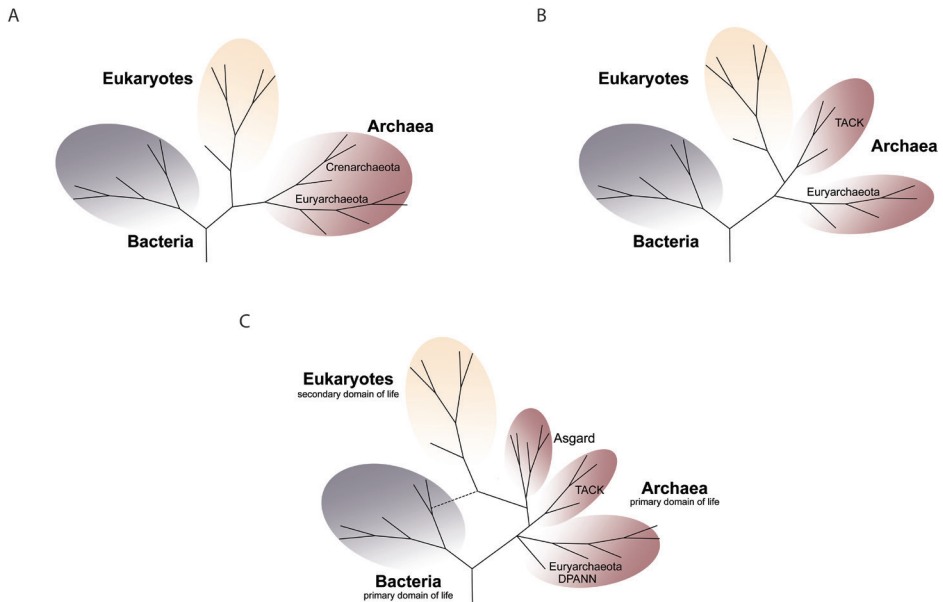 A
Eukaryotes
Archaea
Crenarchaeota
Euryarchaeota
Bacteria
B
Eukaryotes
TACK
Archaea
Euryarchaeota
Bacteria
C
Eukaryotes
secondary domain of life
Asgard
TACK
Archaea
primary domain of life
Euryarchaeota
DPANN
Bacteria
primary domain of life